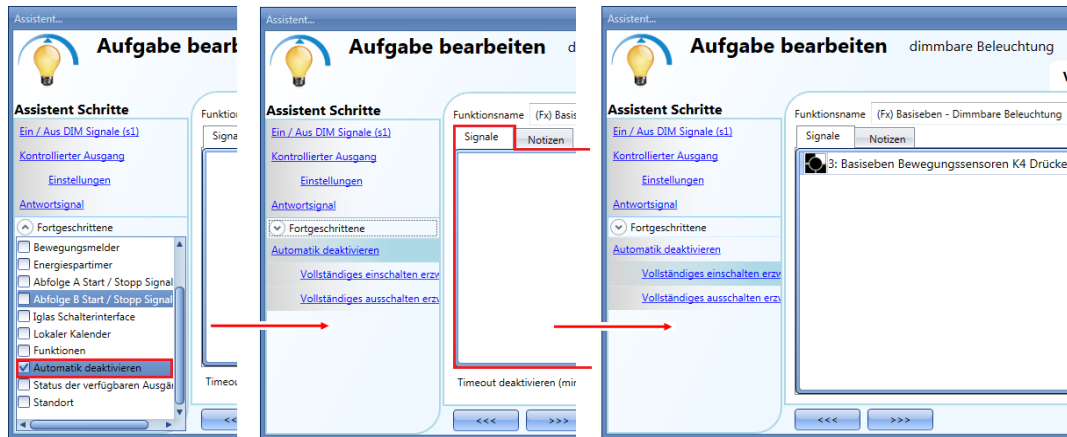 Assistent...
Aufgabe bear
Assistent Schritte
Funktion
Ein / Aus DIM Signale (s1)
Signa
Kontrollierter Ausgang
Einstellungen
Antwortsignal
Fortgeschrittene
Bewegungsmelder
Energiespartimer
Abfolge A Start / Stopp Signal
Abfolge B Start / Stopp Signal
Iglas Schalterinterface
Lokaler Kalender
Funktionen
Automatik deaktivieren
Status der verfügbaren Ausgä
Standort
Timeou
<<
Assistent...
Aufgabe bearbeiten d
Assistent Schritte
Funktionsname (Fx) Basis
Ein / Aus DIM Signale (s1)
Signale Notizen
Kontrollierter Ausgang
Einstellungen
Antwortsignal
Fortgeschrittene
Automatik deaktivieren
Vollständiges einschalten erzw
Vollständiges ausschalten erzw
Timeout deaktivieren (min
<<< >>>
Assistent...
Aufgabe bearbeiten dimmbare Beleuchtung
V
Assistent Schritte
Funktionsname (Fx) Basiseben - Dimmbare Beleuchtung
Ein / Aus DIM Signale (s1)
Signale Notizen
Kontrollierter Ausgang
3: Basiseben Bewegungssensoren K4 Drücke
Einstellungen
Antwortsignal
Fortgeschrittene
Automatik deaktivieren
Vollständiges einschalten erzw
Vollständiges ausschalten erzw
<<< >>>